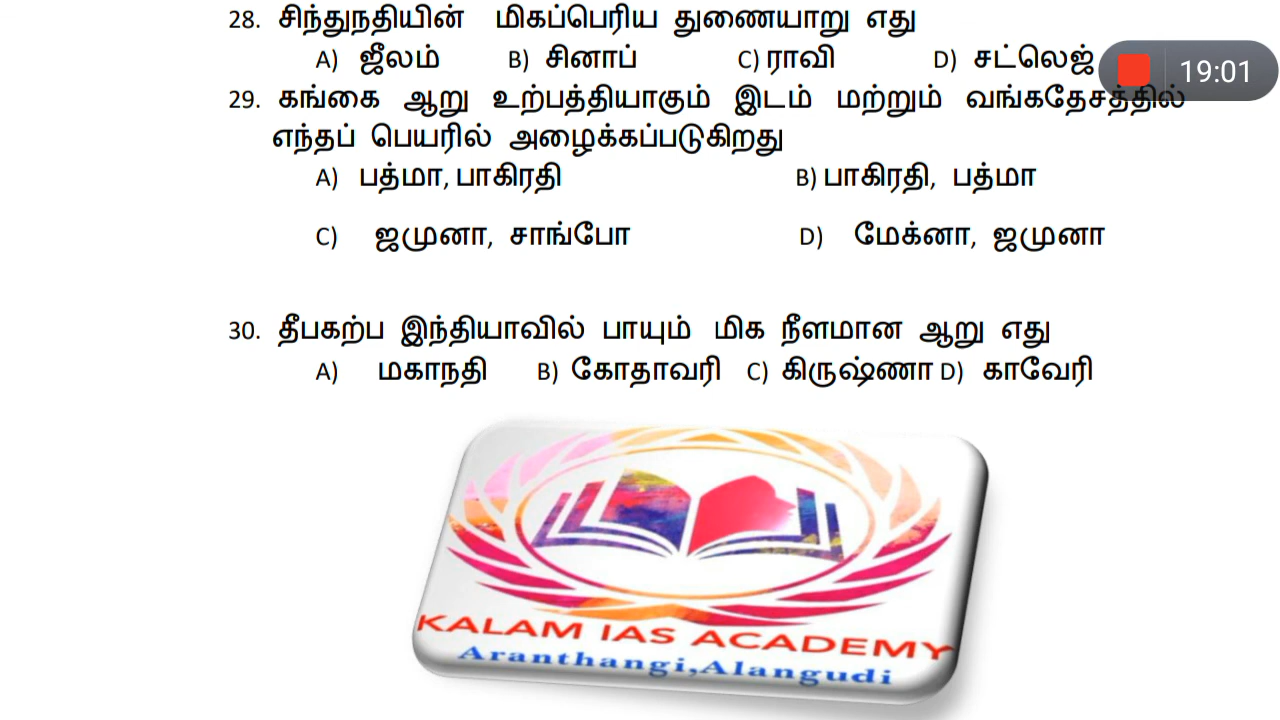 28. சிந்துநதியின் மிகப்பெரிய துணையாறு எது
A) ஜீலம் B) சினாப் C) ராவி D) சட்லெஜ்
19:01
29. கங்கை ஆறு உற்பத்தியாகும் இடம் மற்றும் வங்கதேசத்தில்
எந்தப் பெயரில் அழைக்கப்படுகிறது
A) பத்மா, பாகிரதி B) பாகிரதி, பத்மா
C) ஜமுனா, சாங்போ D) மேக்னா, ஜமுனா
30. தீபகற்ப இந்தியாவில் பாயும் மிக நீளமான ஆறு எது
A) மகாநதி B) கோதாவரி C) கிருஷ்ணா D) காவேரி
KALAM IAS ACADEMY
Aranthangi,Alangudi